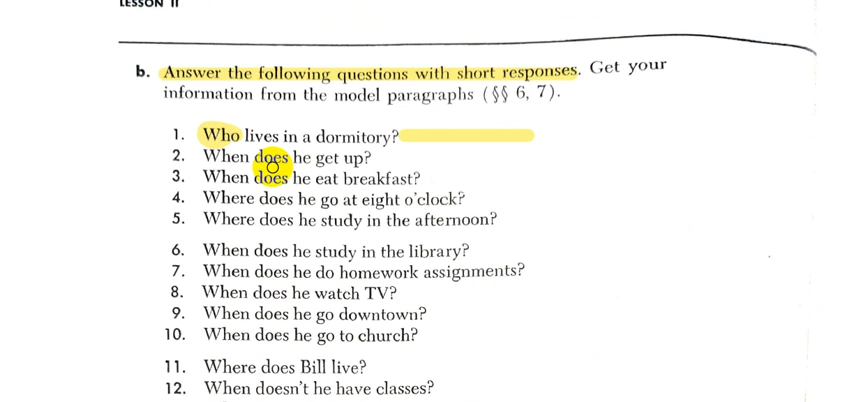 LESSON II
b. Answer the following questions with short responses. Get your
information from the model paragraphs (§§ 6, 7).
1. Who lives in a dormitory?
2. When does he get up?
3. When does he eat breakfast?
4. Where does he go at eight o'clock?
5. Where does he study in the afternoon?
6. When does he study in the library?
7. When does he do homework assignments?
8. When does he watch TV?
9. When does he go downtown?
10. When does he go to church?
11. Where does Bill live?
12. When doesn't he have classes?